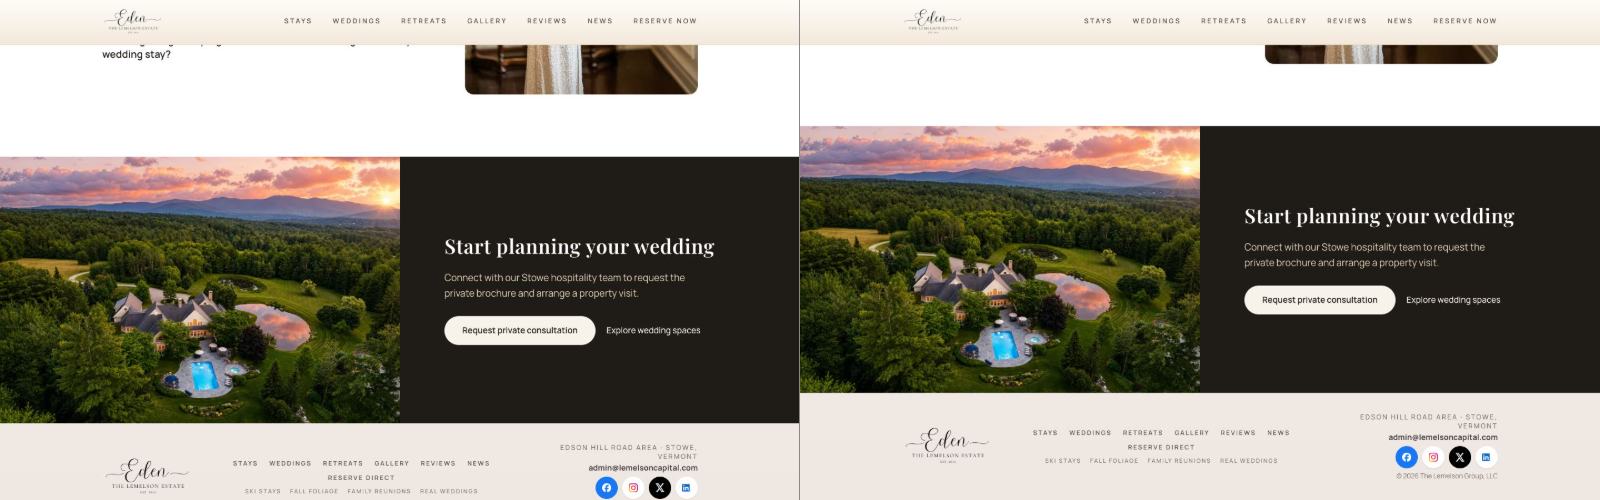 Eden
THE LEMELSON ESTATE
STAYS WEDDINGS RETREATS GALLERY REVIEWS NEWS RESERVE NOW
wedding stay?
Start planning your wedding
Connect with our Stowe hospitality team to request the
private brochure and arrange a property visit.
Request private consultation Explore wedding spaces
Eden
THE LEMELSON ESTATE
STAYS WEDDINGS RETREATS GALLERY REVIEWS NEWS
RESERVE DIRECT
SKI STAYS FALL FOLIAGE FAMILY REUNIONS REAL WEDDINGS
EDSON HILL ROAD AREA · STOWE,
VERMONT
admin@lemelsoncapital.com
Eden
THE LEMELSON ESTATE
STAYS WEDDINGS RETREATS GALLERY REVIEWS NEWS RESERVE NOW
Start planning your wedding
Connect with our Stowe hospitality team to request the
private brochure and arrange a property visit.
Request private consultation Explore wedding spaces
Eden
THE LEMELSON ESTATE
STAYS WEDDINGS RETREATS GALLERY REVIEWS NEWS
RESERVE DIRECT
SKI STAYS FALL FOLIAGE FAMILY REUNIONS REAL WEDDINGS
EDSON HILL ROAD AREA · STOWE,
VERMONT
admin@lemelsoncapital.com
© 2026 The Lemelson Group, LLC